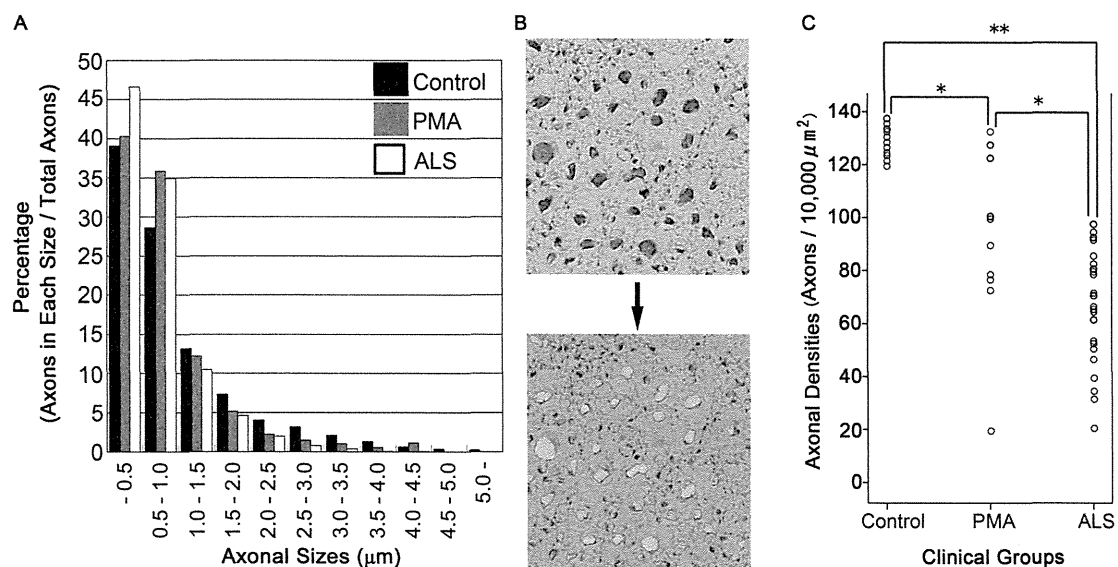 A
Percentage
(Axons in Each Size / Total Axons)
50
45
40
35
30
25
20
15
10
5
0
Control
PMA
ALS
- 0.5
0.5 - 1.0
1.0 - 1.5
1.5 - 2.0
2.0 - 2.5
2.5 - 3.0
3.0 - 3.5
3.5 - 4.0
4.0 - 4.5
4.5 - 5.0
5.0 -
Axonal Sizes (μm)
B
C
Axonal Densities (Axons / 10,000 μm²)
**
*
*
140
120
100
80
60
40
20
0
Control
PMA
ALS
Clinical Groups